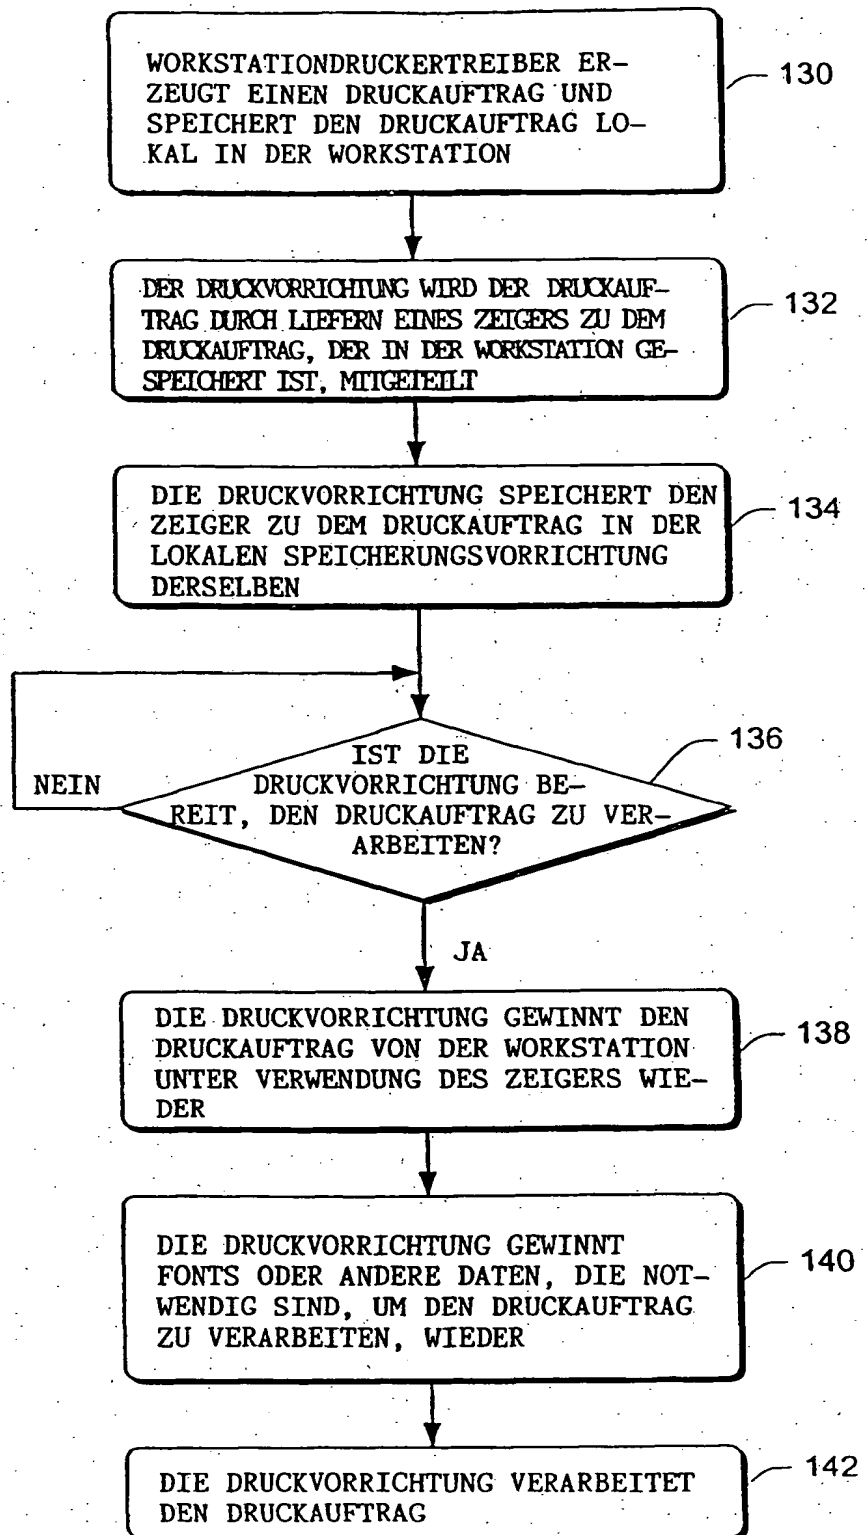 WORKSTATIONDRUCKERTREIBER ER-
ZEUGT EINEN DRUCKAUFTRAG UND
SPEICHERT DEN DRUCKAUFTRAG LO-
KAL IN DER WORKSTATION
130
DER DRUCKVORRICHTUNG WIRD DER DRUCKAUF-
TRAG DURCH LIEFERN EINES ZEIGERS ZU DEM
DRUCKAUFTRAG, DER IN DER WORKSTATION GE-
SPEICHERT IST, MITGETEILT
132
DIE DRUCKVORRICHTUNG SPEICHERT DEN
ZEIGER ZU DEM DRUCKAUFTRAG IN DER
LOKALEN SPEICHERUNGSVORRICHTUNG
DERSELBEN
134
IST DIE
DRUCKVORRICHTUNG BE-
REIT, DEN DRUCKAUFTRAG ZU VER-
ARBEITEN?
136
NEIN
JA
DIE DRUCKVORRICHTUNG GEWINNT DEN
DRUCKAUFTRAG VON DER WORKSTATION
UNTER VERWENDUNG DES ZEIGERS WIE-
DER
138
DIE DRUCKVORRICHTUNG GEWINNT
FONTS ODER ANDERE DATEN, DIE NOT-
WENDIG SIND, UM DEN DRUCKAUFTRAG
ZU VERARBEITEN, WIEDER
140
DIE DRUCKVORRICHTUNG VERARBEITET
DEN DRUCKAUFTRAG
142